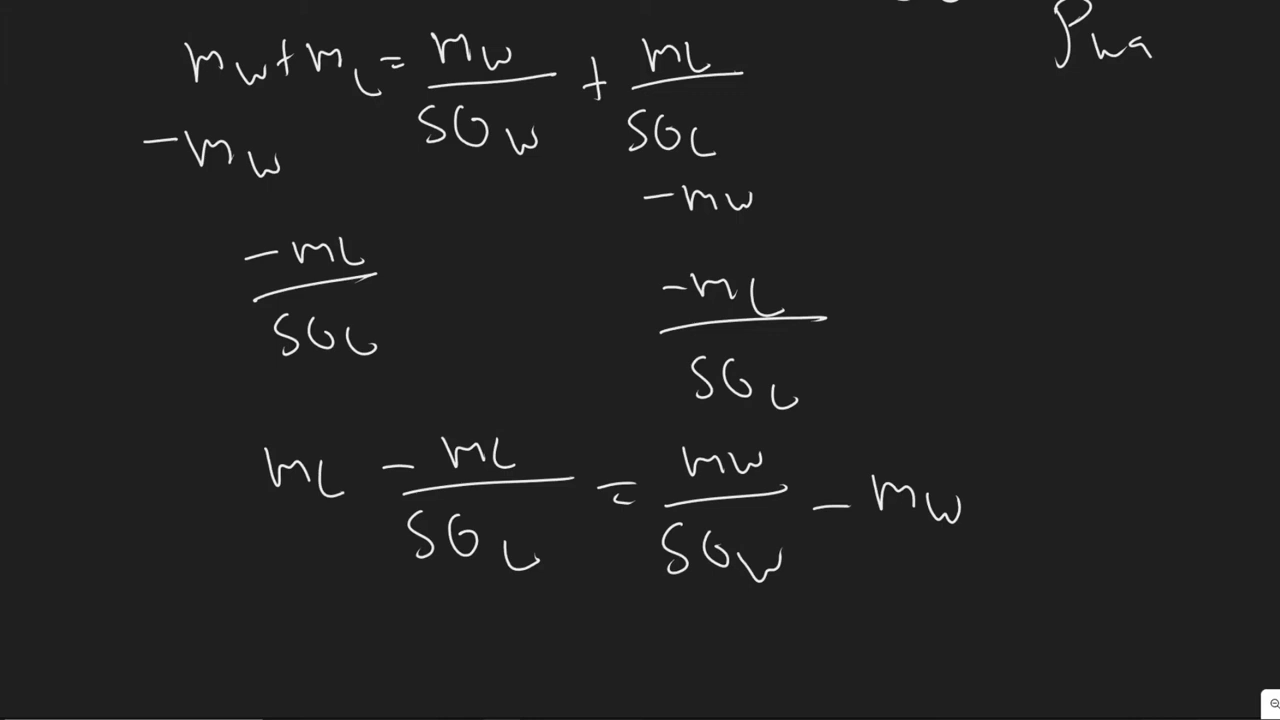 ρ_wa
m_w + m_L = m_w/SG_w + m_L/SG_L
- m_w
- m_w
- m_L/SG_L
- m_L/SG_L
m_L - m_L/SG_L = m_w/SG_w - m_w